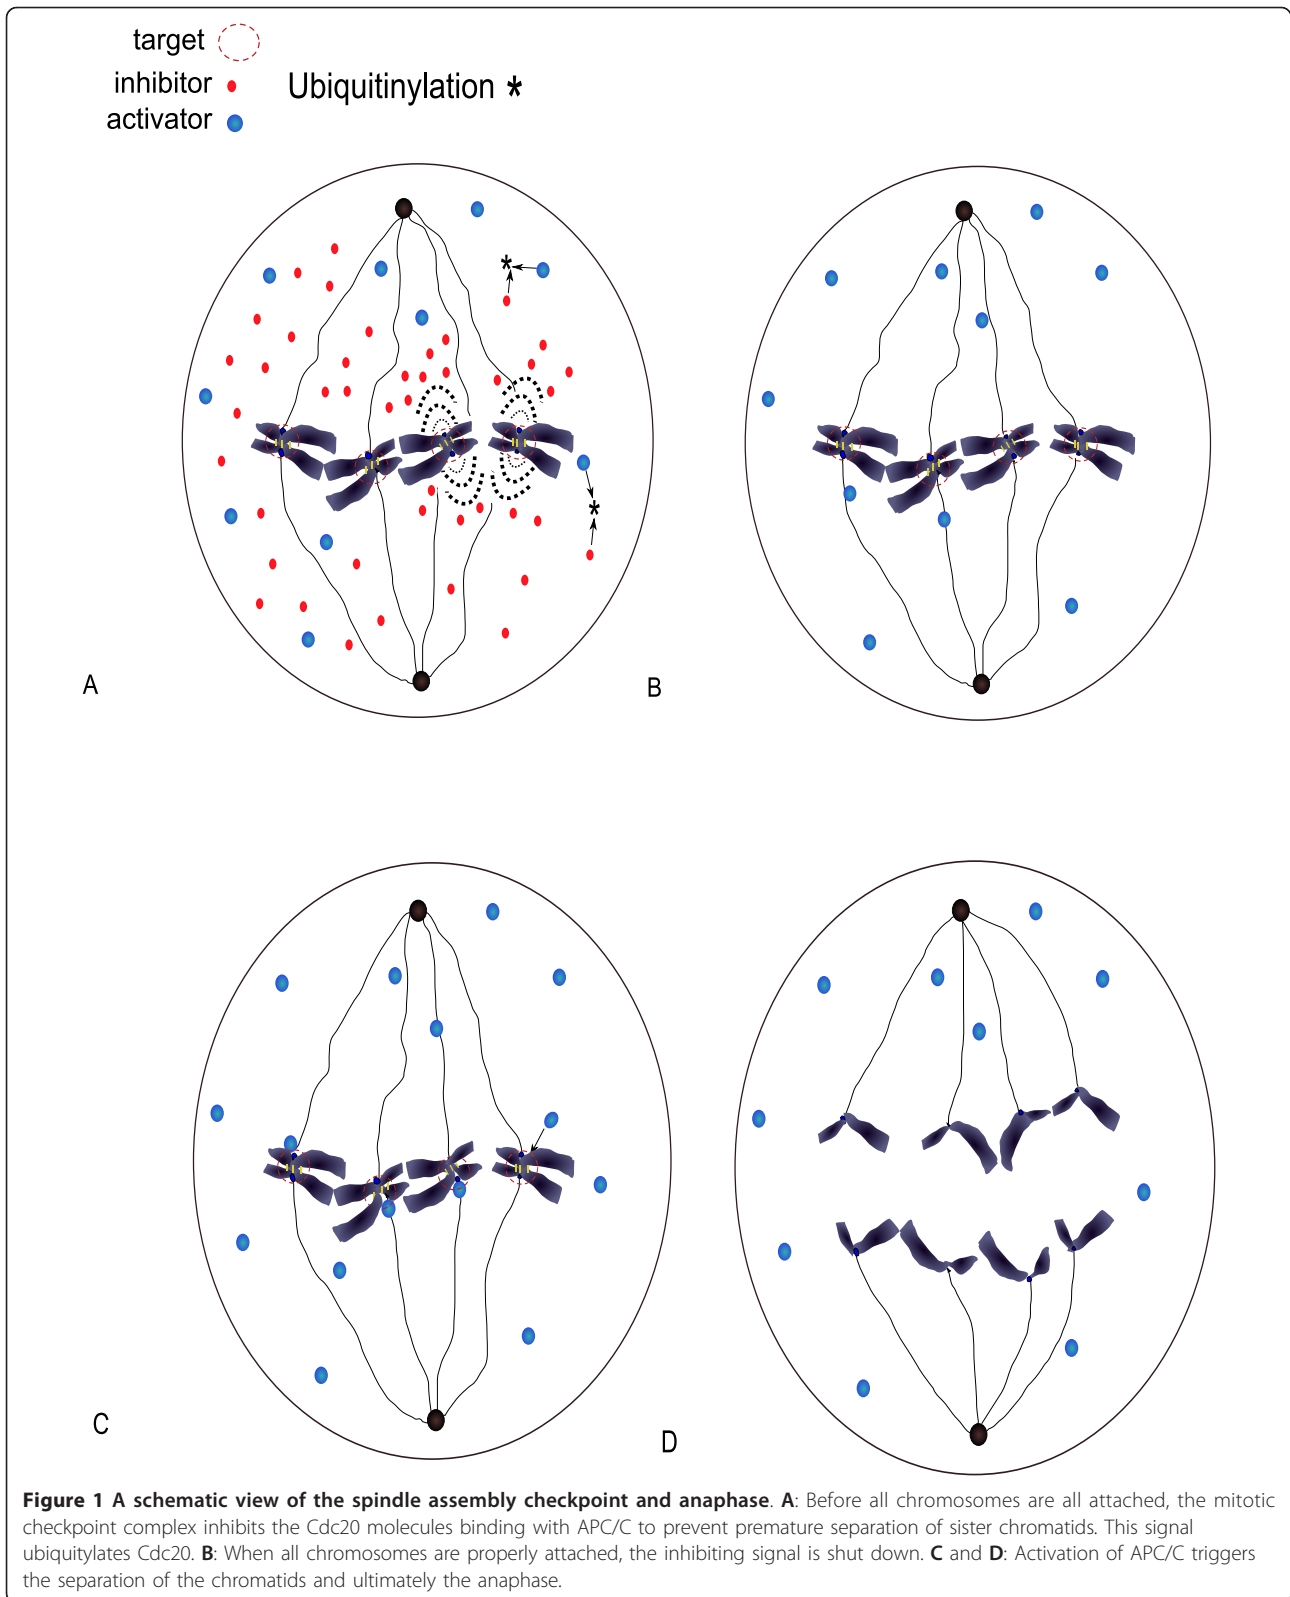 target
inhibitor
activator
Ubiquitinylation *
*
*
A
B
C
D
Figure 1 A schematic view of the spindle assembly checkpoint and anaphase. A: Before all chromosomes are all attached, the mitotic
checkpoint complex inhibits the Cdc20 molecules binding with APC/C to prevent premature separation of sister chromatids. This signal
ubiquitylates Cdc20. B: When all chromosomes are properly attached, the inhibiting signal is shut down. C and D: Activation of APC/C triggers
the separation of the chromatids and ultimately the anaphase.